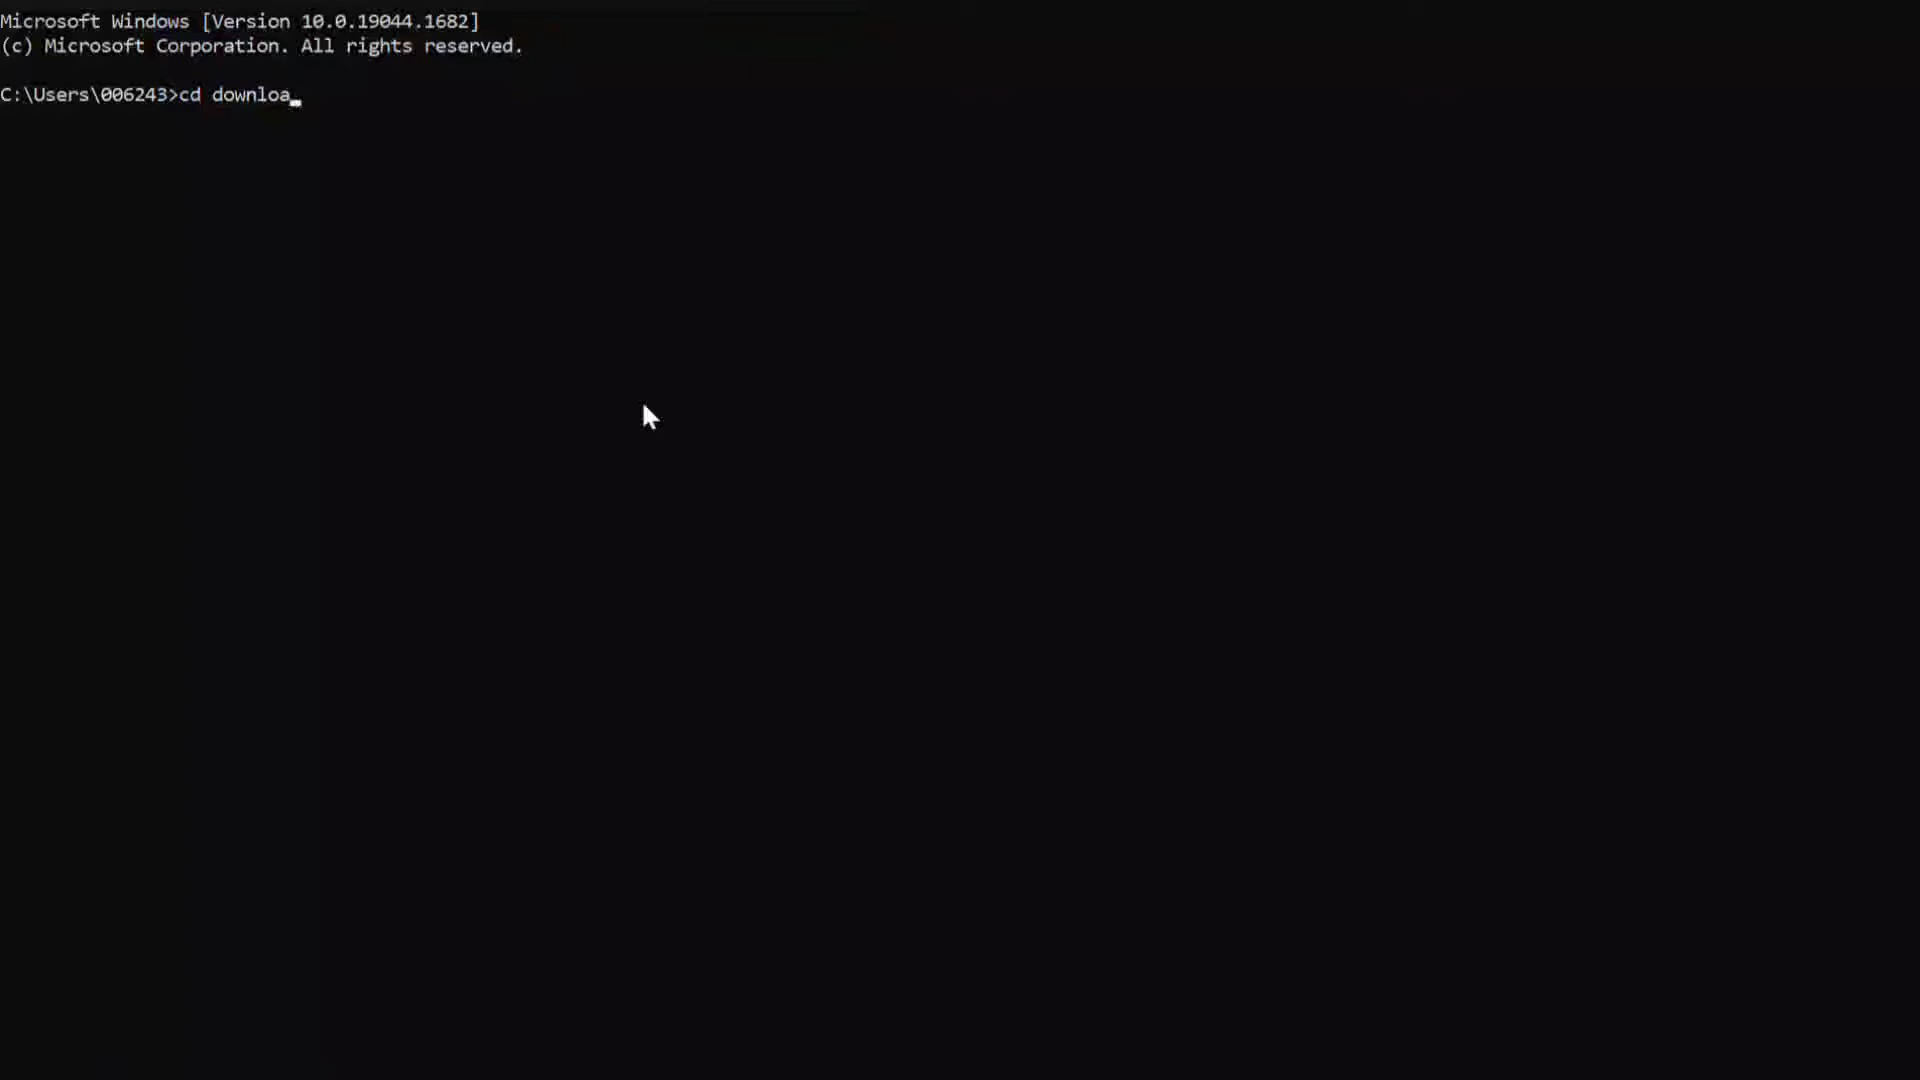 Microsoft Windows [Version 10.0.19044.1682]
(c) Microsoft Corporation. All rights reserved.
C:\Users\006243>cd downloa